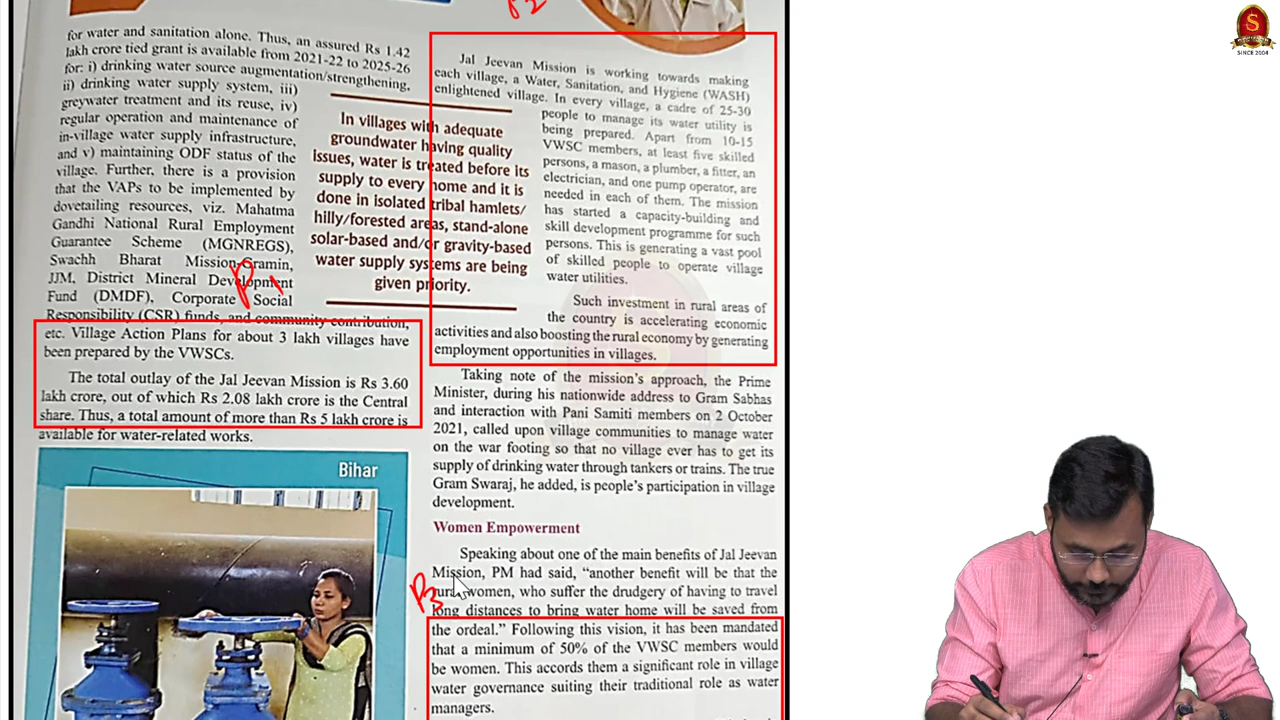 P2
for water and sanitation alone. Thus, an assured Rs 1.42
lakh crore tied grant is available from 2021-22 to 2025-26
for: i) drinking water source augmentation/strengthening,
ii) drinking water supply system, iii)
greywater treatment and its reuse, iv)
regular operation and maintenance of
in-village water supply infrastructure,
and v) maintaining ODF status of the
village. Further, there is a provision
that the VAPs to be implemented by
dovetailing resources, viz. Mahatma
Gandhi National Rural Employment
Guarantee Scheme (MGNREGS),
Swachh Bharat Mission-Gramin,
JJM, District Mineral Development
Fund (DMDF), Corporate Social
Responsibility (CSR) funds, and community contribution,
etc. Village Action Plans for about 3 lakh villages have
been prepared by the VWSCs.
The total outlay of the Jal Jeevan Mission is Rs 3.60
lakh crore, out of which Rs 2.08 lakh crore is the Central
share. Thus, a total amount of more than Rs 5 lakh crore is
available for water-related works.
P1
Bihar
In villages with adequate
groundwater having quality
issues, water is treated before its
supply to every home and it is
done in isolated tribal hamlets/
hilly/forested areas, stand-alone
solar-based and/or gravity-based
water supply systems are being
given priority.
Jal Jeevan Mission is working towards making
each village, a Water, Sanitation, and Hygiene (WASH)
enlightened village. In every village, a cadre of 25-30
people to manage its water utility is
being prepared. Apart from 10-15
VWSC members, at least five skilled
persons, a mason, a plumber, a fitter, an
electrician, and one pump operator, are
needed in each of them. The mission
has started a capacity-building and
skill development programme for such
persons. This is generating a vast pool
of skilled people to operate village
water utilities.
Such investment in rural areas of
the country is accelerating economic
activities and also boosting the rural economy by generating
employment opportunities in villages.
Taking note of the mission's approach, the Prime
Minister, during his nationwide address to Gram Sabhas
and interaction with Pani Samiti members on 2 October
2021, called upon village communities to manage water
on the war footing so that no village ever has to get its
supply of drinking water through tankers or trains. The true
Gram Swaraj, he added, is people's participation in village
development.
Women Empowerment
Speaking about one of the main benefits of Jal Jeevan
Mission, PM had said, “another benefit will be that the
rural women, who suffer the drudgery of having to travel
long distances to bring water home will be saved from
the ordeal.” Following this vision, it has been mandated
that a minimum of 50% of the VWSC members would
be women. This accords them a significant role in village
water governance suiting their traditional role as water
managers.
P3
S
SINCE 2004